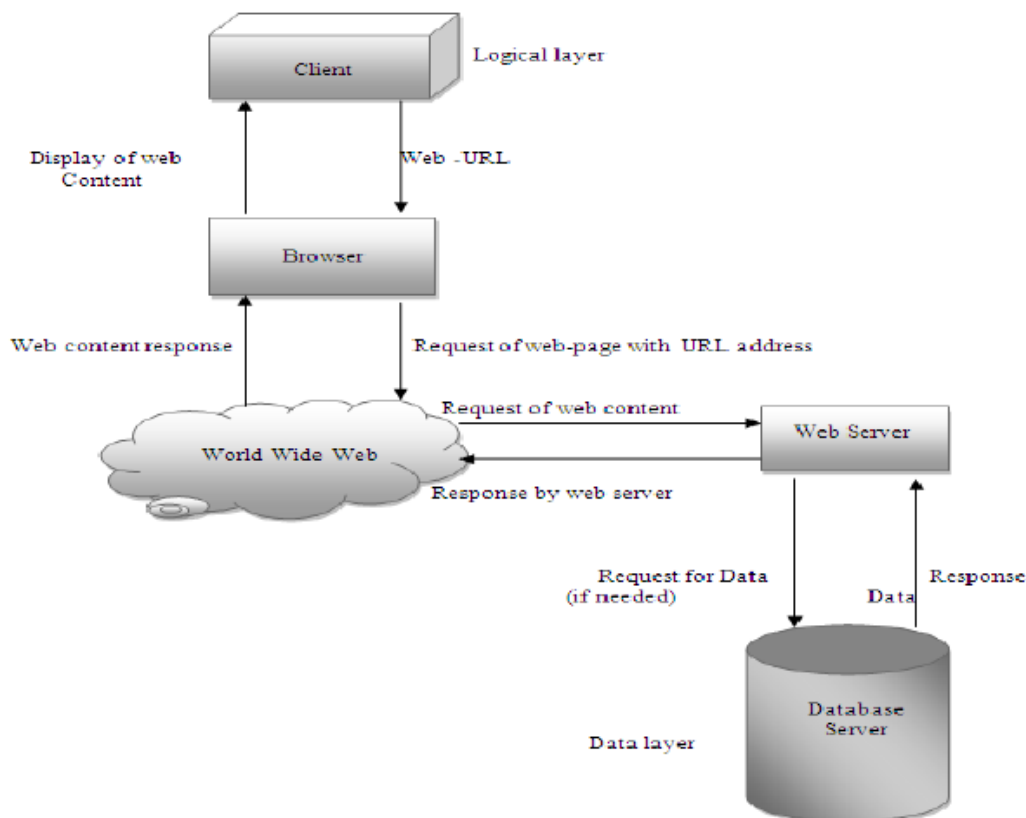 Client
Logical layer
Display of web
Content
Web -URL
Browser
Web content response
Request of web-page with URL address
Request of web content
World Wide Web
Web Server
Response by web server
Request for Data
(if needed)
Response
Data
Database
Server
Data layer